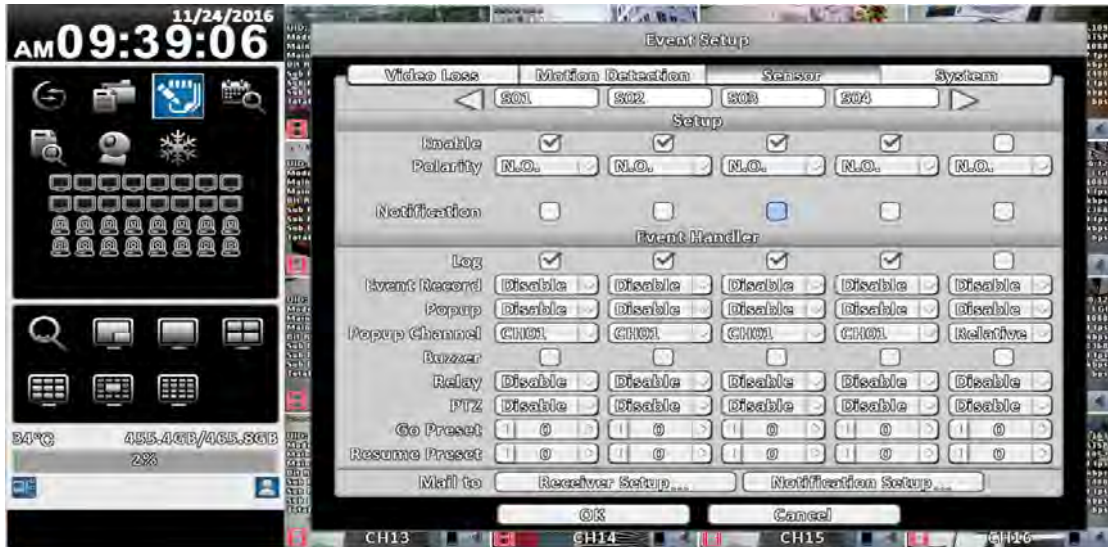 11/24/2016
AM 09:39:06
Event Setup
Video Loss Motion Detection Sensor System
S01 S02 S03 S04
Setup
Enable
Polarity N.O. N.O. N.O. N.O. N.O.
Notification
Event Handler
Log
Event Record Disable Disable Disable Disable Disable
Popup Disable Disable Disable Disable Disable
Popup Channel CH01 CH01 CH01 CH01 Relative
Buzzer
Relay Disable Disable Disable Disable Disable
PTZ Disable Disable Disable Disable Disable
Go Preset 0 0 0 0 0
Resume Preset 0 0 0 0 0
Mail to Receiver Setup... Notification Setup...
OK Cancel
34°C 455.4GB/465.8GB
2%
CH13 CH14 CH15 CH16